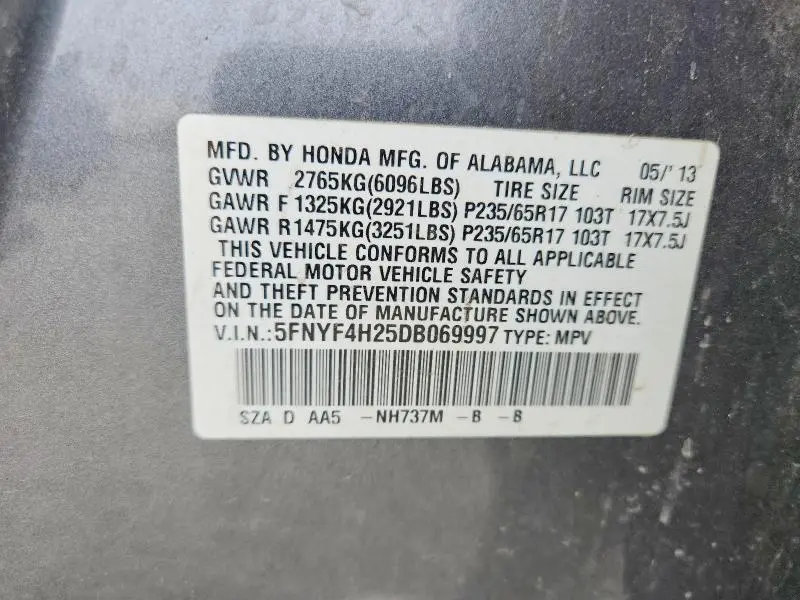 MFD. BY HONDA MFG. OF ALABAMA, LLC 05/'13
GVWR 2765KG(6096LBS) TIRE SIZE RIM SIZE
GAWR F 1325KG(2921LBS) P235/65R17 103T 17X7.5J
GAWR R1475KG(3251LBS) P235/65R17 103T 17X7.5J
THIS VEHICLE CONFORMS TO ALL APPLICABLE
FEDERAL MOTOR VEHICLE SAFETY
AND THEFT PREVENTION STANDARDS IN EFFECT
ON THE DATE OF MANUFACTURE SHOWN ABOVE.
V.I.N.:5FNYF4H25DB069997 TYPE: MPV
SZA D AA5 -NH737M -B -B